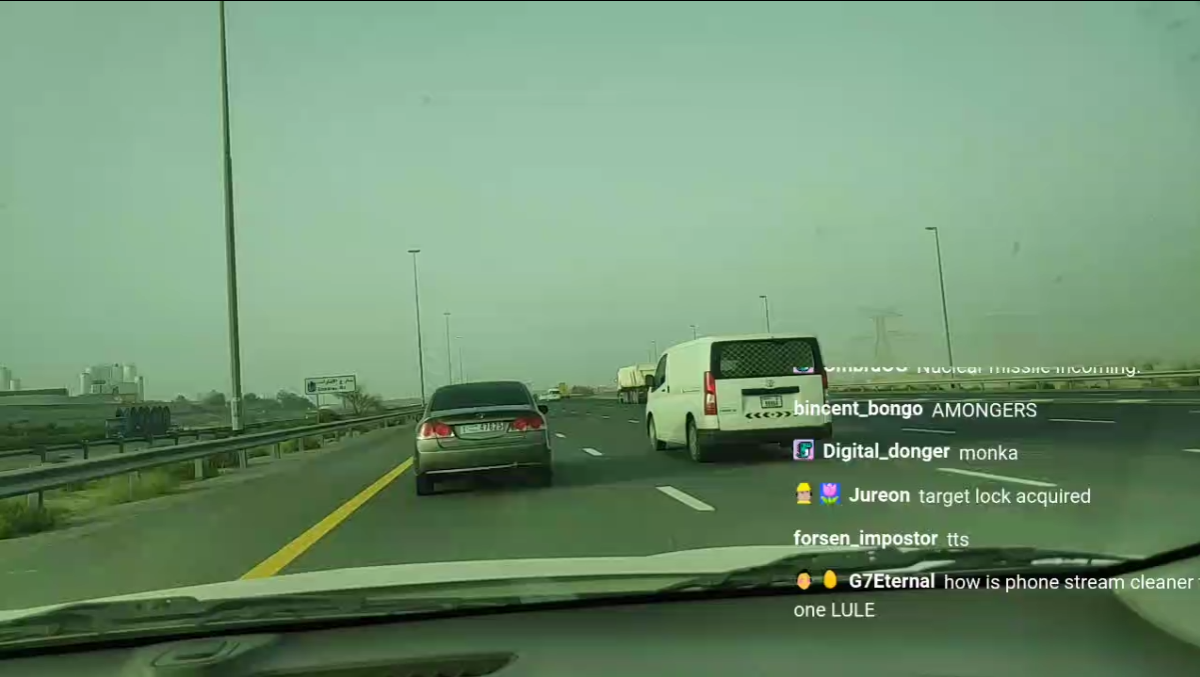 Nuclear missile incoming.
bincent_bongo AMONGERS
Digital_donger monka
Jureon target lock acquired
forsen_impostor tts
G7Eternal how is phone stream cleaner
one LULE